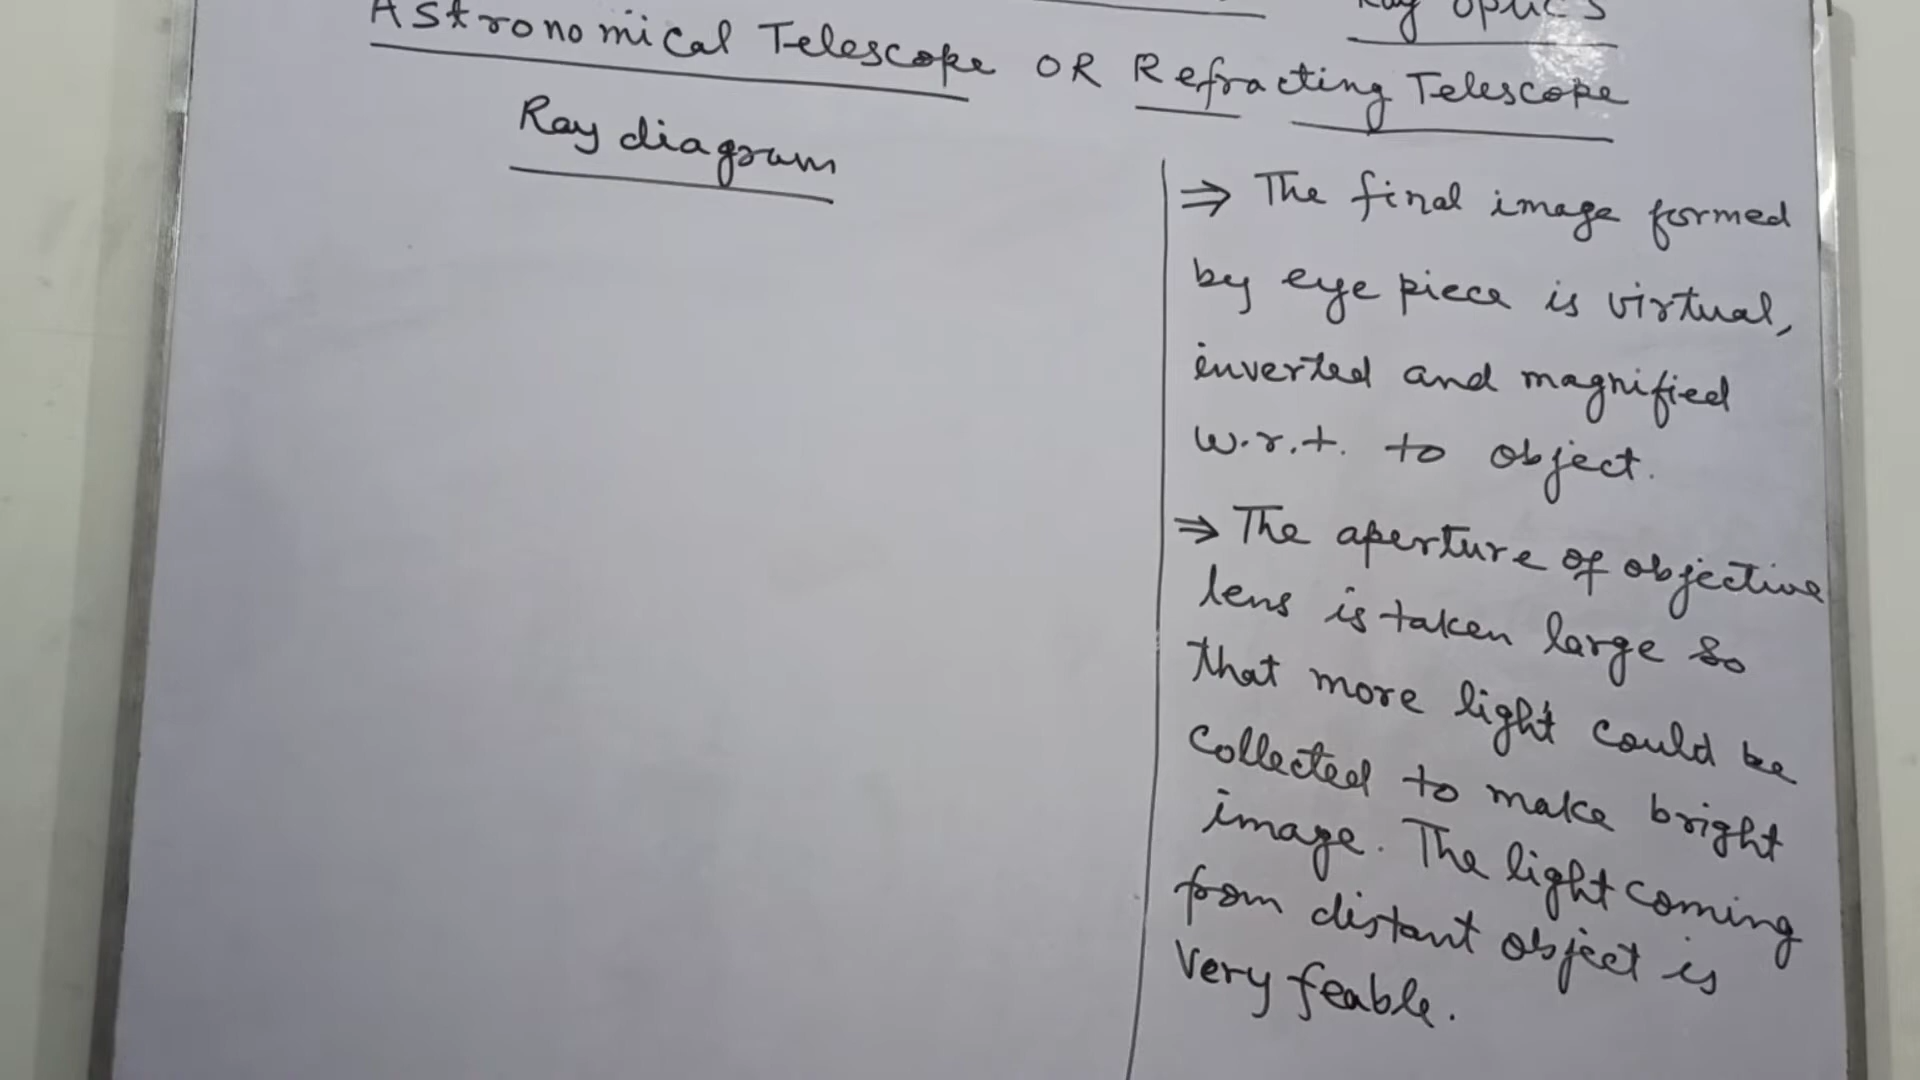 Ray Optics
Astronomical Telescope OR Refracting Telescope
Ray diagram
⇒ The final image formed
by eye piece is virtual,
inverted and magnified
w.r.t. to object.
⇒ The aperture of objective
lens is taken large so
that more light could be
collected to make bright
image. The light coming
from distant object is
very feable.